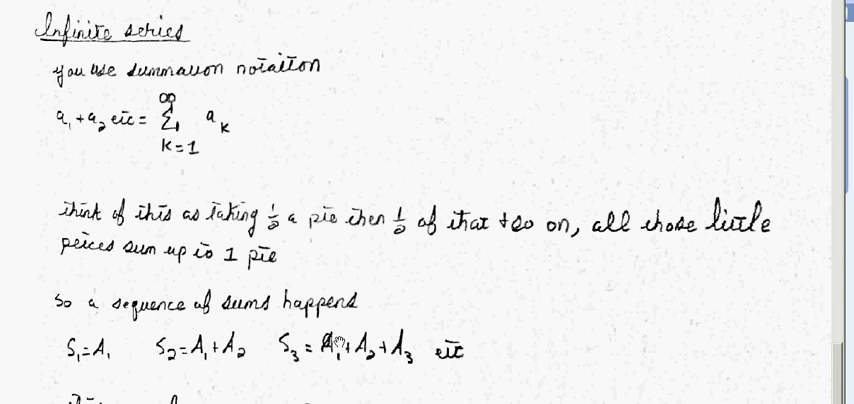 Infinite series
you use summation notaiton
a₁+a₂ etc = ∞
Σ aₖ
k=1
think of this as taking ½ a pie then ½ of that + so on, all those little
peices sum up to 1 pie
so a sequence of sums happens
S₁=A₁ S₂=A₁+A₂ S₃=A₁+A₂+A₃ etc